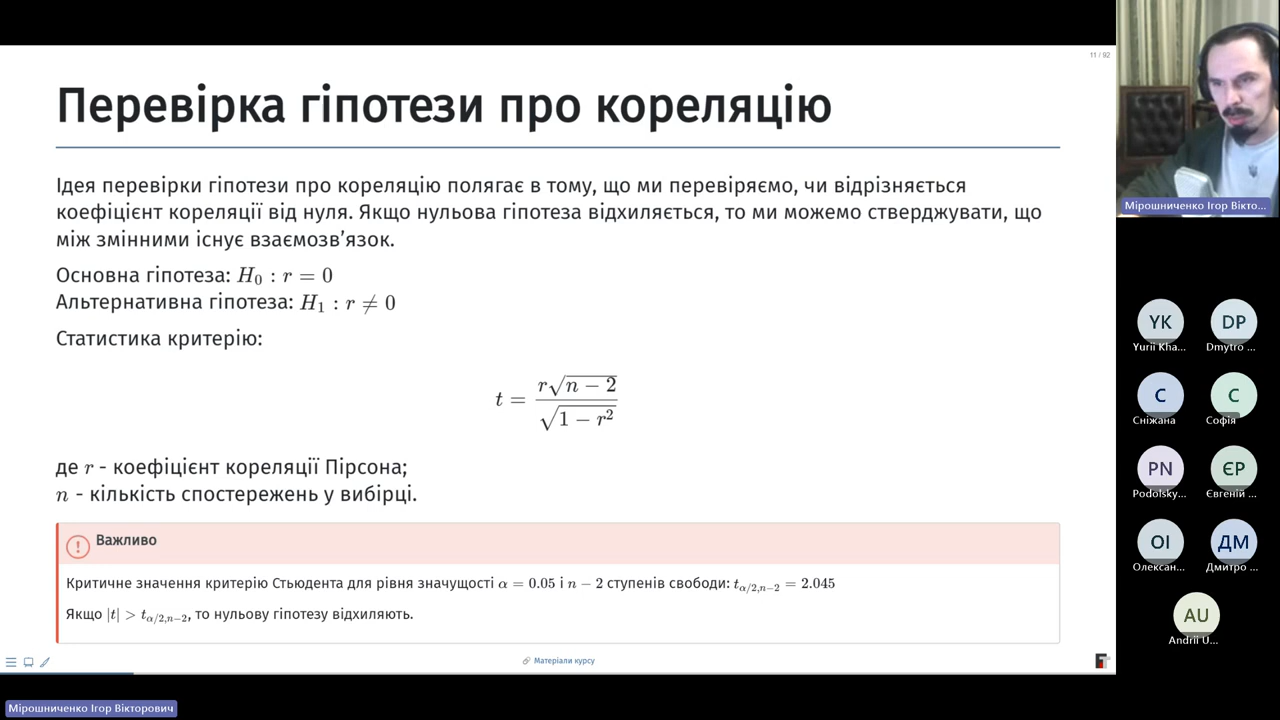 11 / 92
Перевірка гіпотези про кореляцію
Ідея перевірки гіпотези про кореляцію полягає в тому, що ми перевіряємо, чи відрізняється
коефіцієнт кореляції від нуля. Якщо нульова гіпотеза відхиляється, то ми можемо стверджувати, що
між змінними існує взаємозв’язок.
Основна гіпотеза: H₀ : r = 0
Альтернативна гіпотеза: H₁ : r ≠ 0
Статистика критерію:
t = r√(n − 2) / √(1 − r²)
де r - коефіцієнт кореляції Пірсона;
n - кількість спостережень у вибірці.
Важливо
Критичне значення критерію Стьюдента для рівня значущості α = 0.05 і n − 2 ступенів свободи: t_{α/2,n−2} = 2.045
Якщо |t| > t_{α/2,n−2}, то нульову гіпотезу відхиляють.
Матеріали курсу
Мірошниченко Ігор Вікторович
Мірошниченко Ігор Вікто...
YK
Yurii Kha...
DP
Dmytro ...
С
Сніжана
С
Софія
PN
Podolsky...
ЄР
Євгеній ...
OI
Олексан...
ДМ
Дмитро ...
AU
Andrii U...